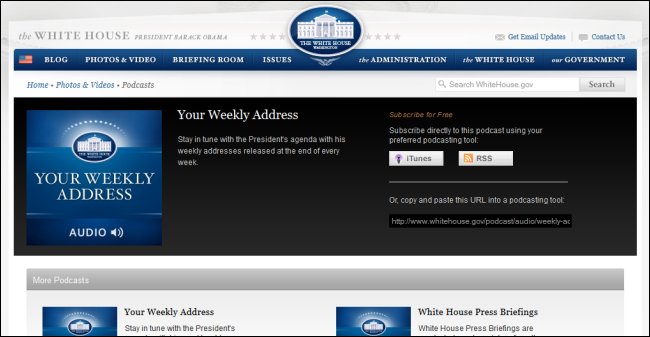 the WHITE HOUSE PRESIDENT BARACK OBAMA
THE WHITE HOUSE
WASHINGTON
Get Email Updates Contact Us
BLOG PHOTOS & VIDEO BRIEFING ROOM ISSUES the ADMINISTRATION the WHITE HOUSE our GOVERNMENT
Home • Photos & Videos • Podcasts
Search WhiteHouse.gov Search
YOUR WEEKLY
ADDRESS
AUDIO
Your Weekly Address
Stay in tune with the President's agenda with his
weekly addresses released at the end of every
week.
Subscribe for Free
Subscribe directly to this podcast using your
preferred podcasting tool:
iTunes RSS
Or, copy and paste this URL into a podcasting tool:
http://www.whitehouse.gov/podcast/audio/weekly-ac
More Podcasts
Your Weekly Address
Stay in tune with the President's
White House Press Briefings
White House Press Briefings are